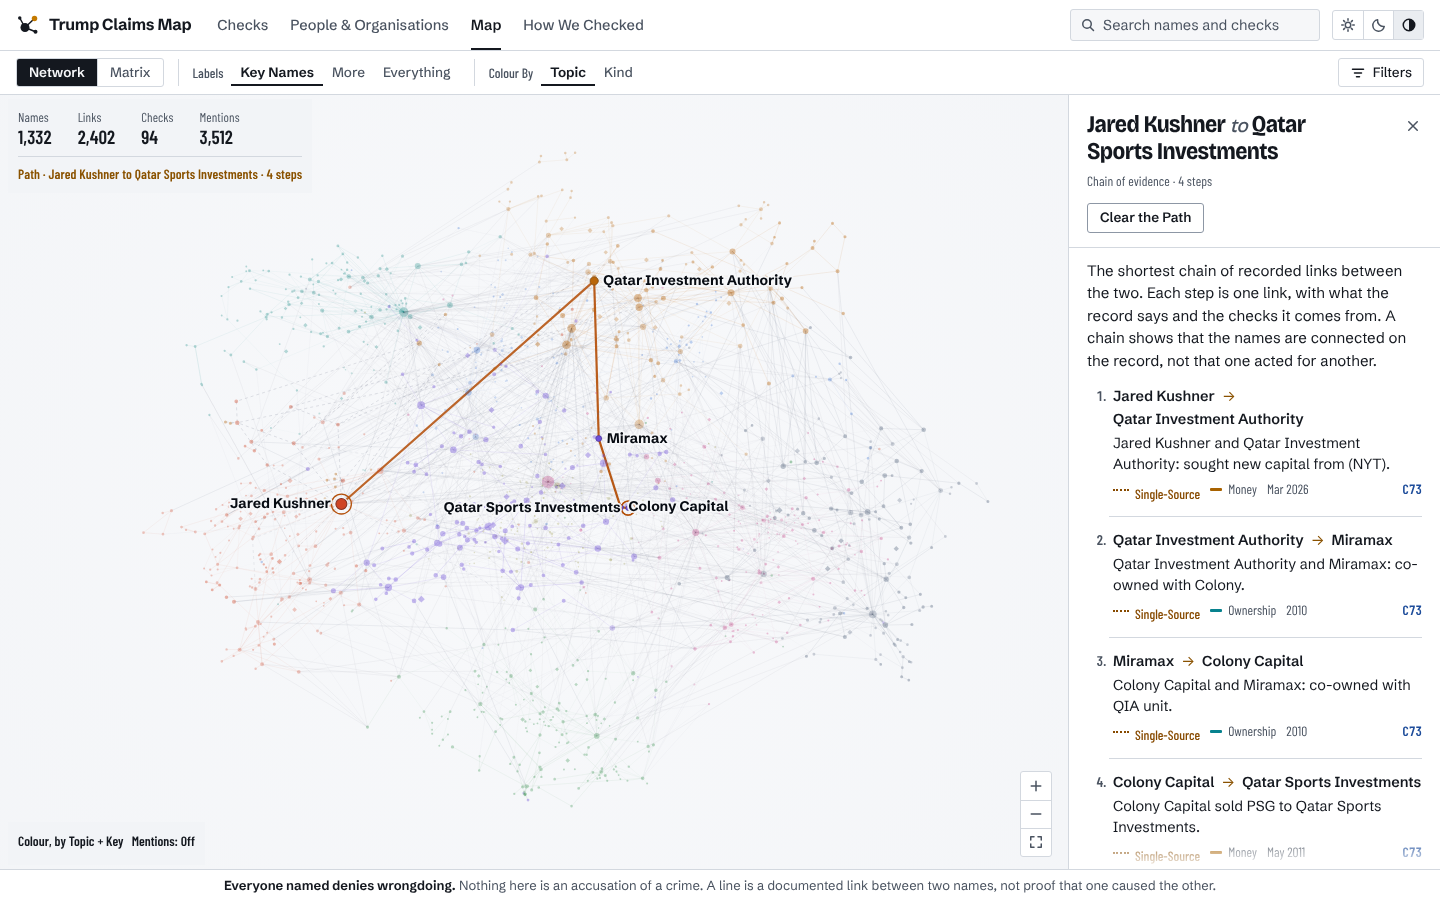 Trump Claims Map
Checks
People & Organisations
Map
How We Checked
Search names and checks
Network
Matrix
Labels
Key Names
More
Everything
Colour By
Topic
Kind
Filters
Names
Links
Checks
Mentions
1,332
2,402
94
3,512
Path · Jared Kushner to Qatar Sports Investments · 4 steps
Qatar Investment Authority
Miramax
Jared Kushner
Qatar Sports Investments
Colony Capital
Colour, by Topic + Key
Mentions: Off
Jared Kushner to Qatar
Sports Investments
Chain of evidence · 4 steps
Clear the Path
The shortest chain of recorded links between
the two. Each step is one link, with what the
record says and the checks it comes from. A
chain shows that the names are connected on
the record, not that one acted for another.
1. Jared Kushner →
Qatar Investment Authority
Jared Kushner and Qatar Investment
Authority: sought new capital from (NYT).
Single-Source Money Mar 2026 C73
2. Qatar Investment Authority → Miramax
Qatar Investment Authority and Miramax: co-
owned with Colony.
Single-Source Ownership 2010 C73
3. Miramax → Colony Capital
Colony Capital and Miramax: co-owned with
QIA unit.
Single-Source Ownership 2010 C73
4. Colony Capital → Qatar Sports Investments
Colony Capital sold PSG to Qatar Sports
Investments.
Single-Source Money May 2011 C73
Everyone named denies wrongdoing. Nothing here is an accusation of a crime. A line is a documented link between two names, not proof that one caused the other.